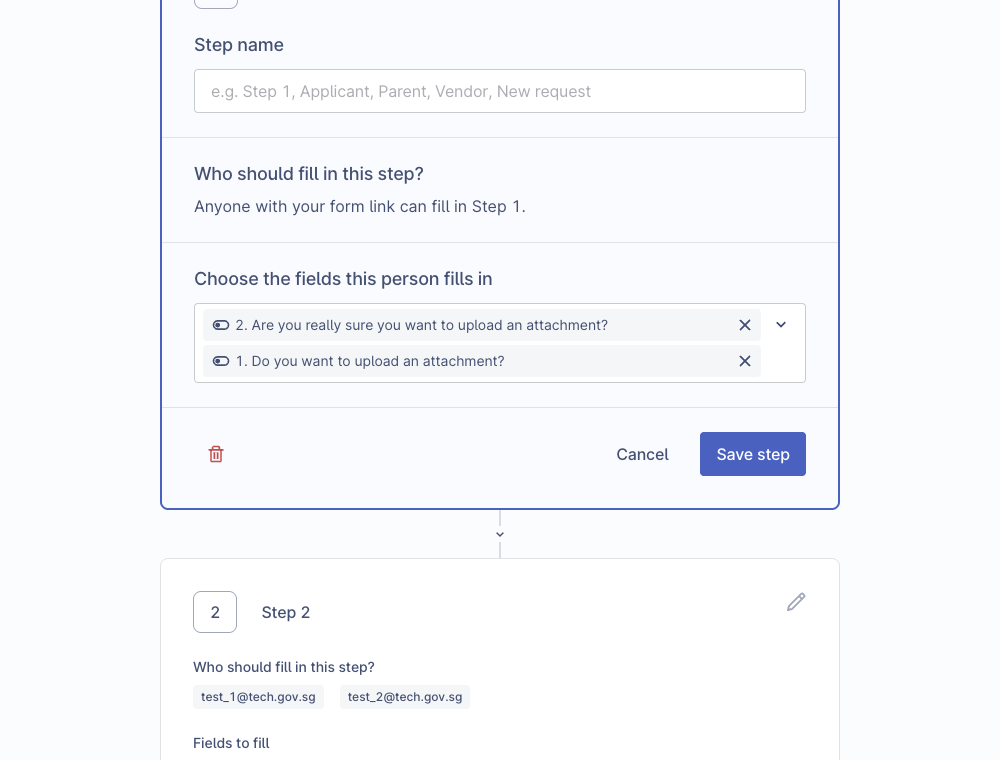 Step name
e.g. Step 1, Applicant, Parent, Vendor, New request
Who should fill in this step?
Anyone with your form link can fill in Step 1.
Choose the fields this person fills in
2. Are you really sure you want to upload an attachment?
1. Do you want to upload an attachment?
Cancel
Save step
2
Step 2
Who should fill in this step?
test_1@tech.gov.sg
test_2@tech.gov.sg
Fields to fill